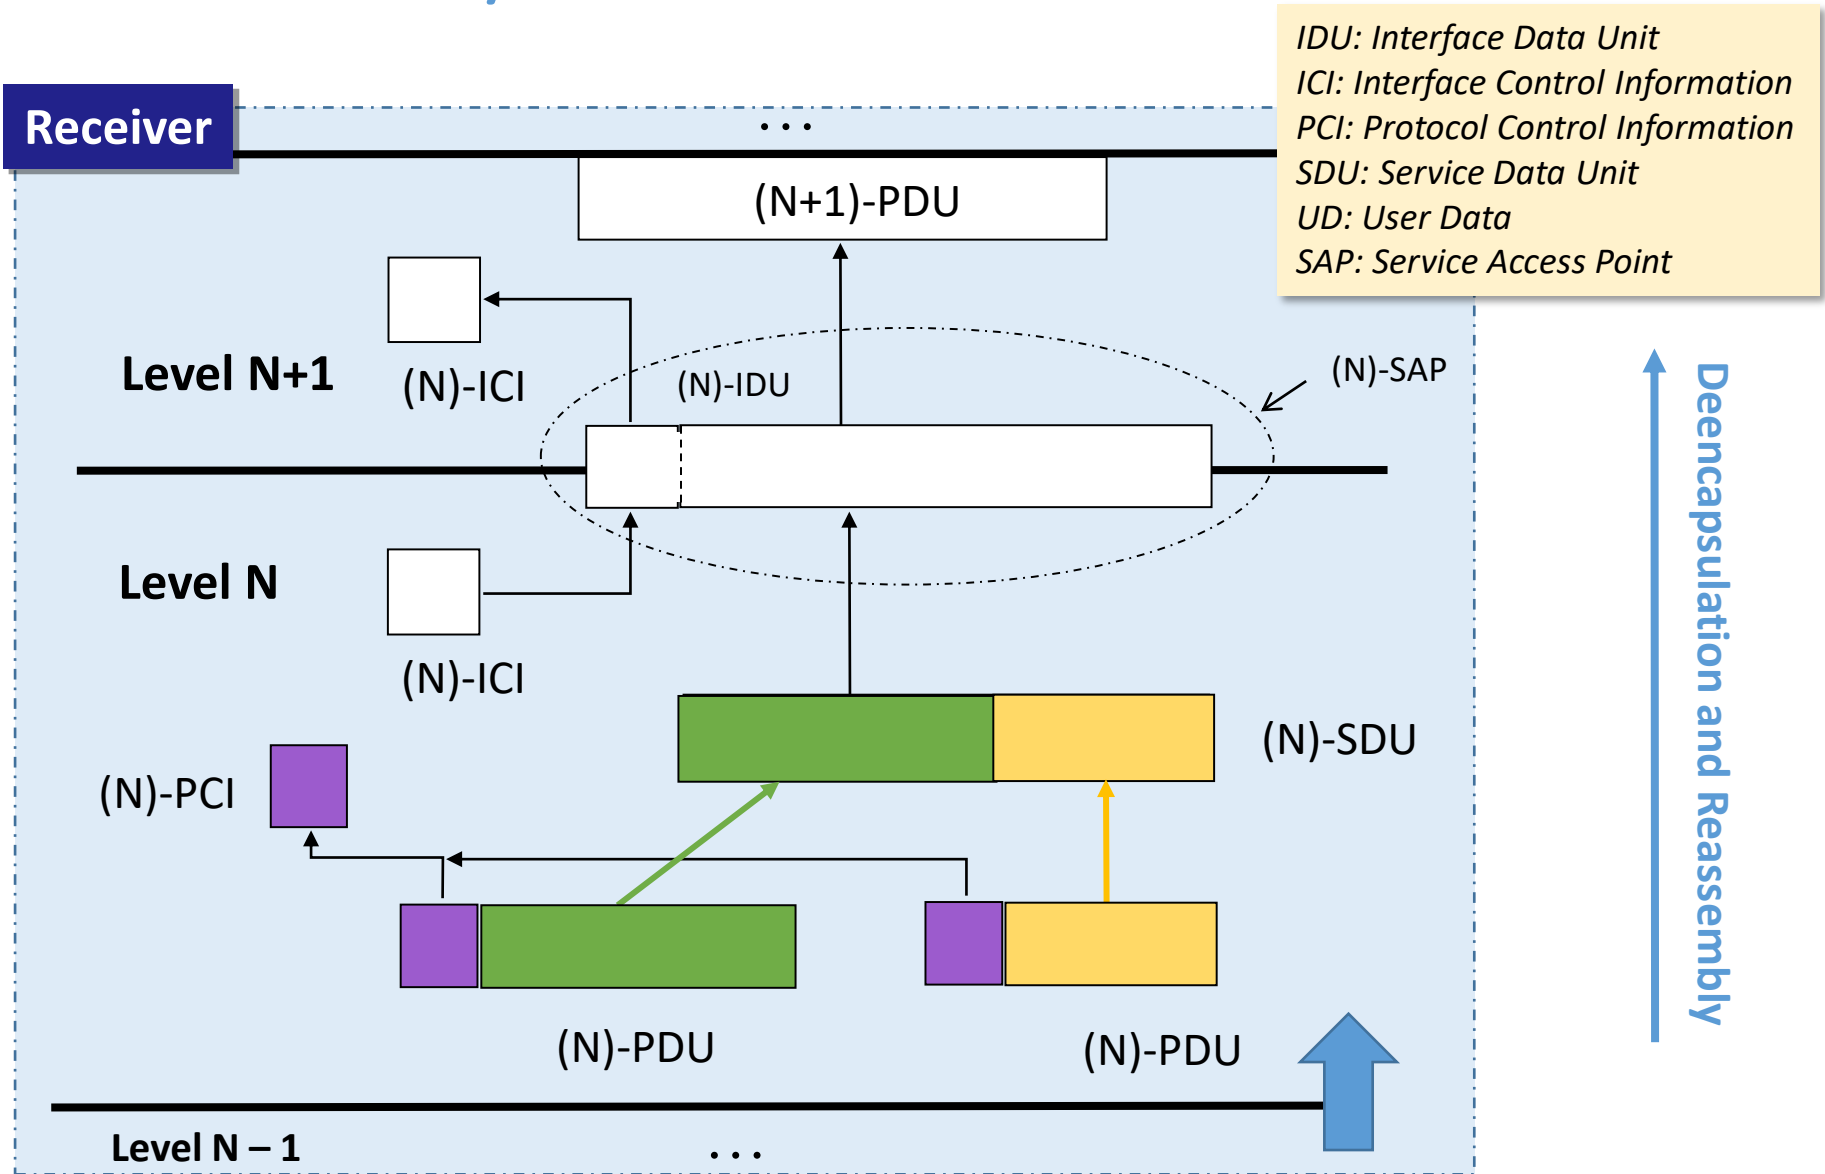 IDU: Interface Data Unit
ICI: Interface Control Information
PCI: Protocol Control Information
SDU: Service Data Unit
UD: User Data
SAP: Service Access Point
Receiver
...
(N+1)-PDU
Level N+1
(N)-ICI
(N)-IDU
(N)-SAP
Level N
(N)-ICI
(N)-SDU
(N)-PCI
(N)-PDU
(N)-PDU
Level N – 1
...
Deencapsulation and Reassembly